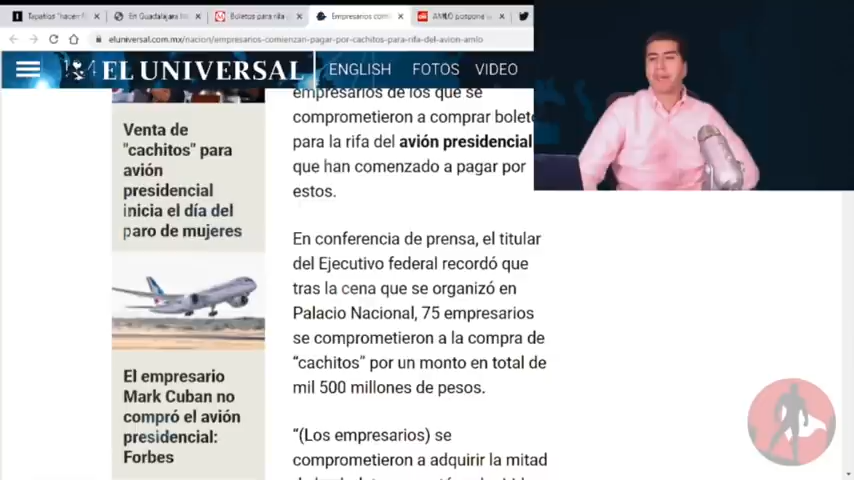 Tapatíos "hacen f
En Guadalajara
Boletos para rifa
Empresarios com
AMLO pospone
eluniversal.com.mx/nacion/empresarios-comienzan-pagar-por-cachitos-para-rifa-del-avion-amlo
EL UNIVERSAL
ENGLISH FOTOS VIDEO
Venta de
"cachitos" para
avión
presidencial
inicia el día del
paro de mujeres
El empresario
Mark Cuban no
compró el avión
presidencial:
Forbes
empresarios de los que se
comprometieron a comprar boleto
para la rifa del avión presidencial
que han comenzado a pagar por
estos.
En conferencia de prensa, el titular
del Ejecutivo federal recordó que
tras la cena que se organizó en
Palacio Nacional, 75 empresarios
se comprometieron a la compra de
“cachitos” por un monto en total de
mil 500 millones de pesos.
“(Los empresarios) se
comprometieron a adquirir la mitad